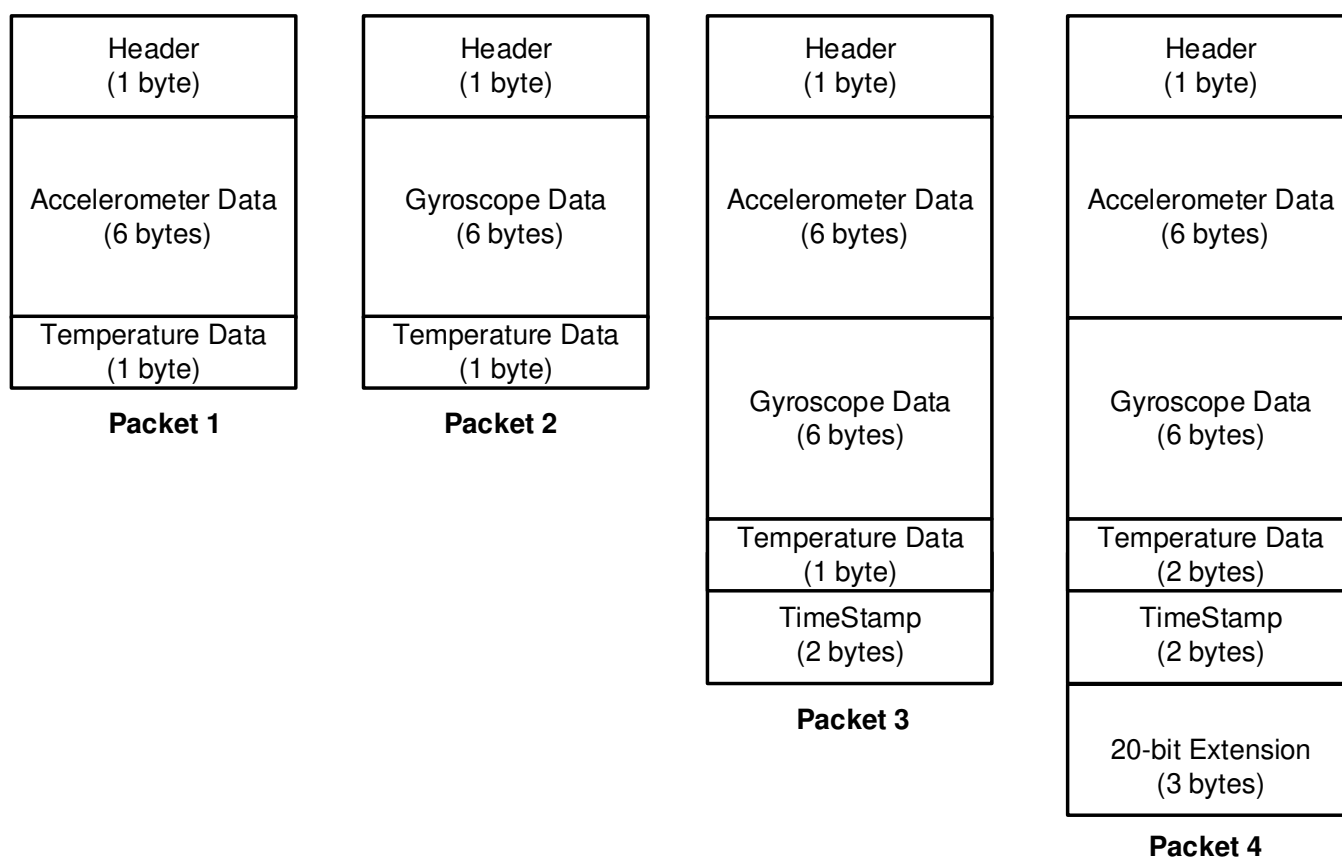 Header
(1 byte)
Accelerometer Data
(6 bytes)
Temperature Data
(1 byte)
Packet 1
Header
(1 byte)
Gyroscope Data
(6 bytes)
Temperature Data
(1 byte)
Packet 2
Header
(1 byte)
Accelerometer Data
(6 bytes)
Gyroscope Data
(6 bytes)
Temperature Data
(1 byte)
TimeStamp
(2 bytes)
Packet 3
Header
(1 byte)
Accelerometer Data
(6 bytes)
Gyroscope Data
(6 bytes)
Temperature Data
(2 bytes)
TimeStamp
(2 bytes)
20-bit Extension
(3 bytes)
Packet 4